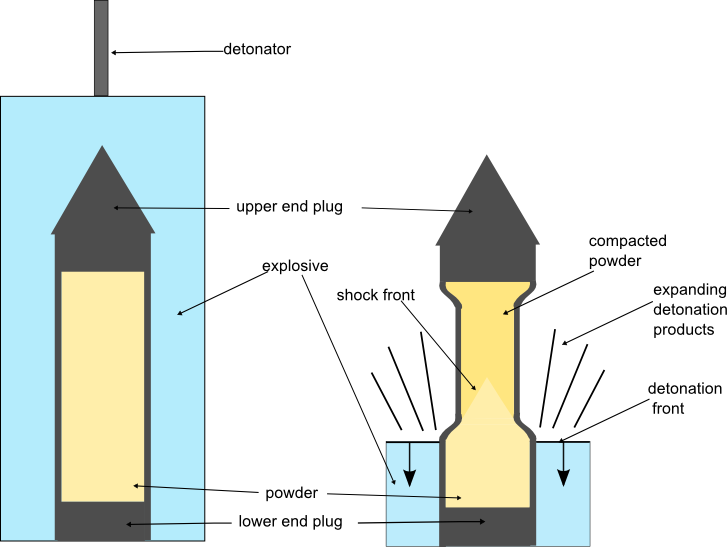 detonator
upper end plug
compacted
powder
explosive
shock front
expanding
detonation
products
detonation
front
powder
lower end plug